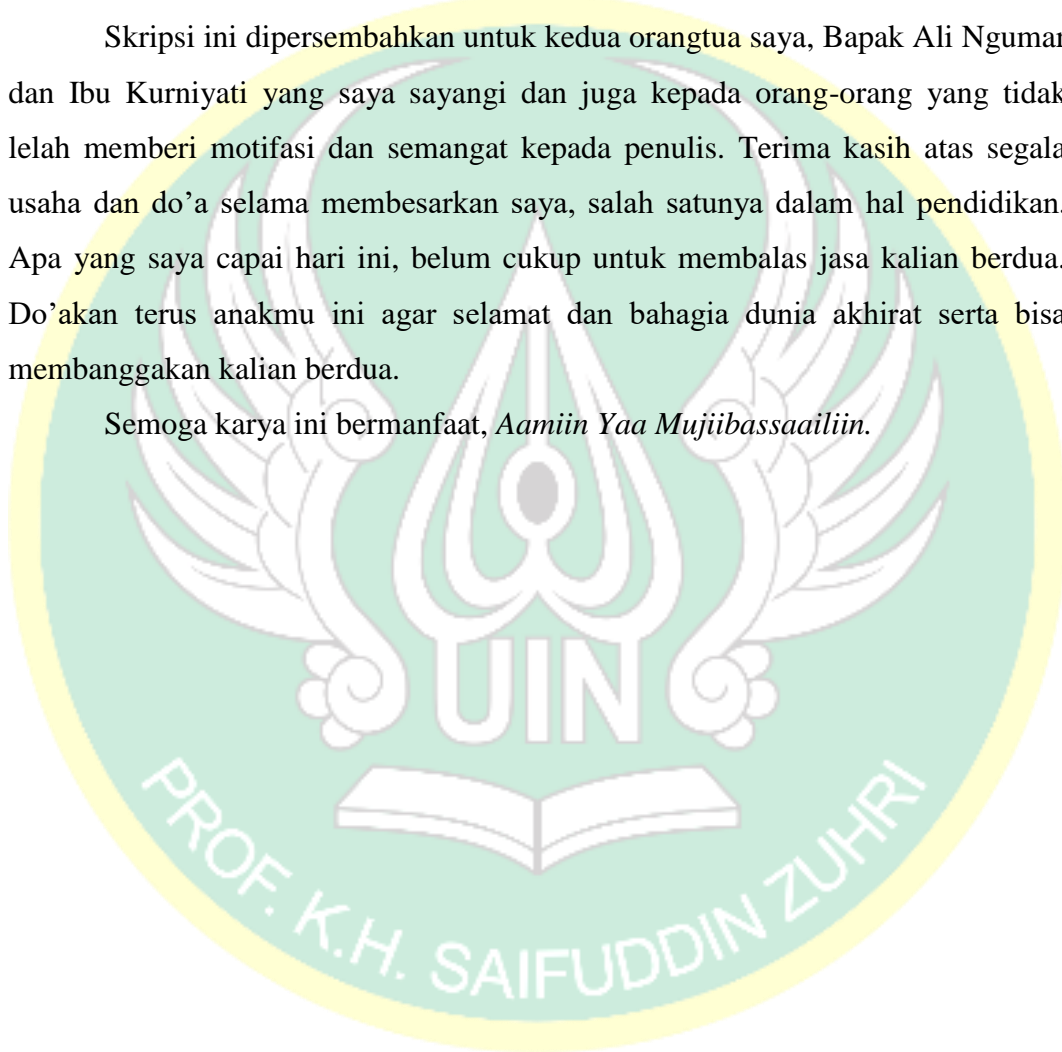 Skripsi ini dipersembahkan untuk kedua orangtua saya, Bapak Ali Ngumar
dan Ibu Kurniyati yang saya sayangi dan juga kepada orang-orang yang tidak
lelah memberi motifasi dan semangat kepada penulis. Terima kasih atas segala
usaha dan do’a selama membesarkan saya, salah satunya dalam hal pendidikan.
Apa yang saya capai hari ini, belum cukup untuk membalas jasa kalian berdua.
Do’akan terus anakmu ini agar selamat dan bahagia dunia akhirat serta bisa
membanggakan kalian berdua.
Semoga karya ini bermanfaat, Aamiin Yaa Mujiibassaailiin.
UIN
PROF. K.H. SAIFUDDIN ZUHRI